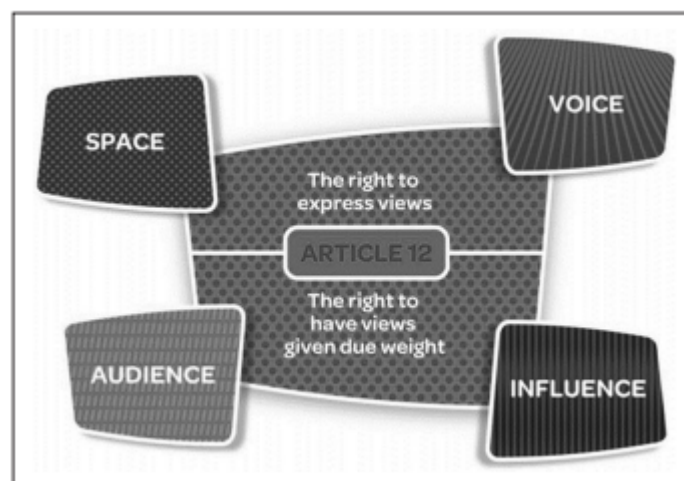 SPACE
VOICE
The right to
express views
ARTICLE 12
The right to
have views
given due weight
AUDIENCE
INFLUENCE